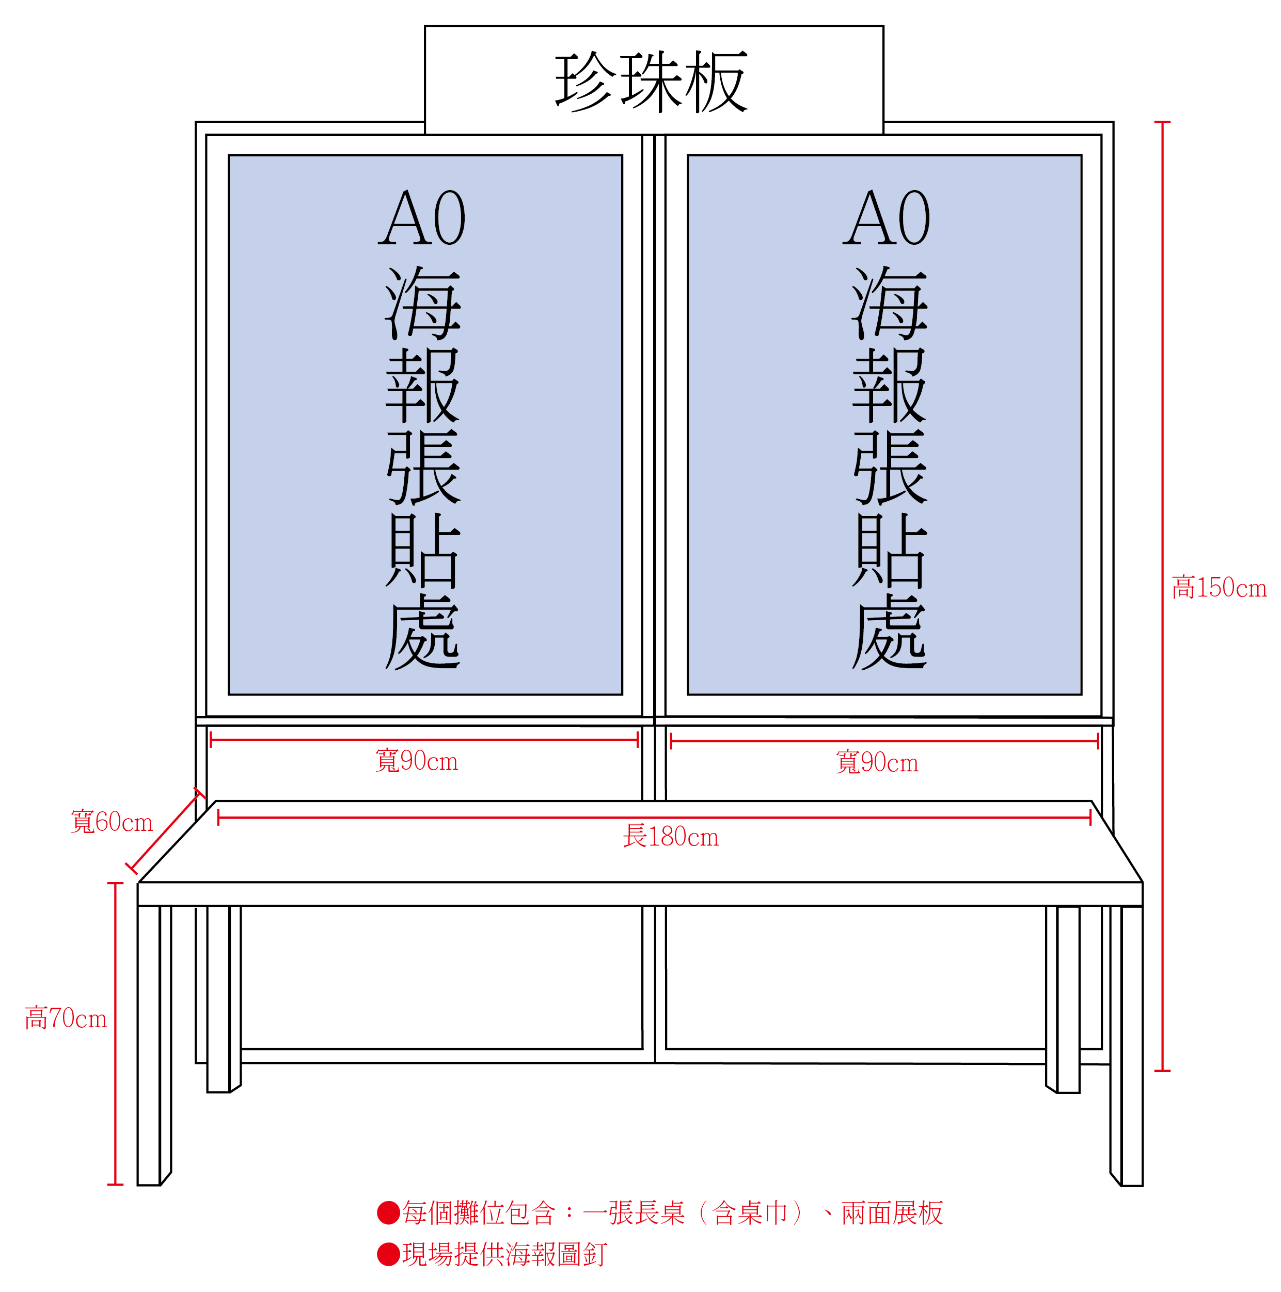 珍珠板
A0
海報張貼處
A0
海報張貼處
高150cm
寬90cm
寬90cm
寬60cm
長180cm
高70cm
●每個攤位包含：一張長桌（含桌巾）、兩面展板
●現場提供海報圖釘